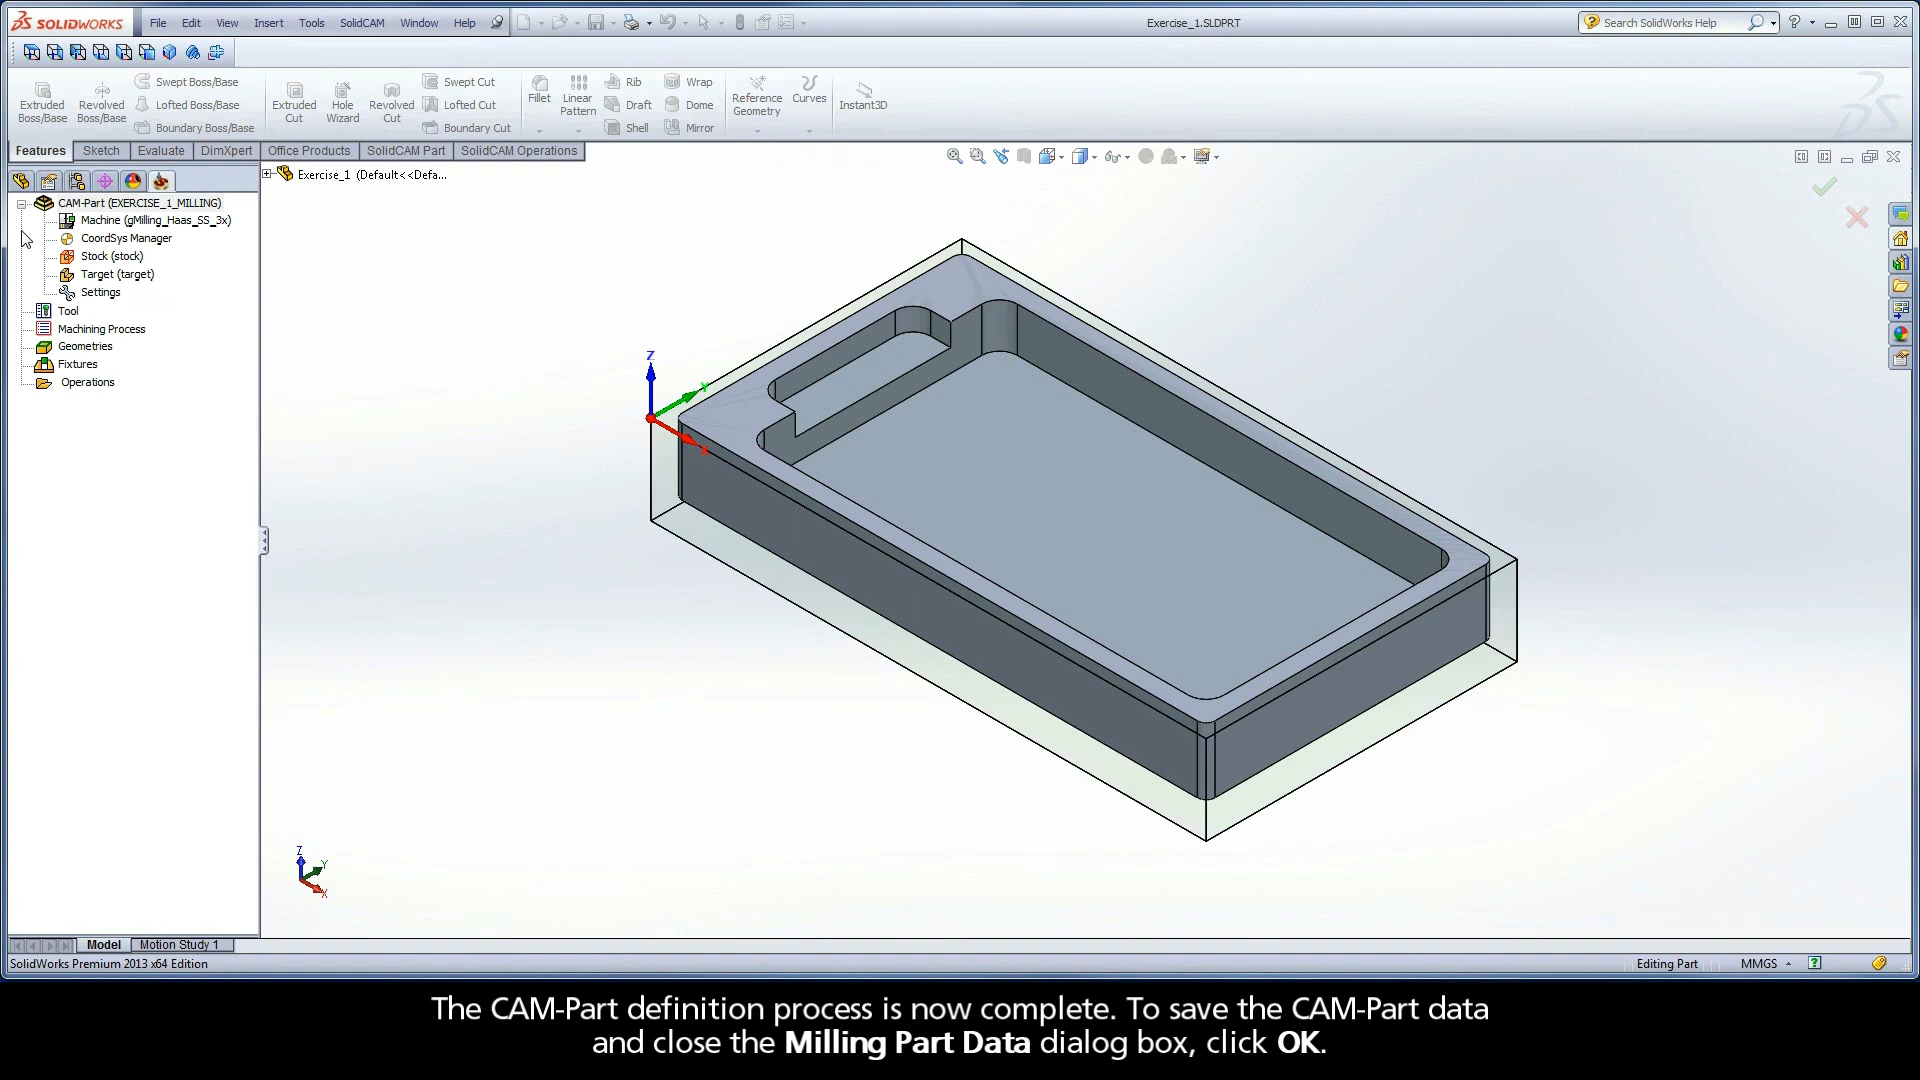 SOLIDWORKS File Edit View Insert Tools SolidCAM Window Help Exercise_1.SLDPRT Search SolidWorks Help
Extruded Boss/Base Revolved Boss/Base Swept Boss/Base Lofted Boss/Base Boundary Boss/Base Extruded Cut Hole Wizard Revolved Cut Swept Cut Lofted Cut Boundary Cut Fillet Linear Pattern Rib Draft Shell Wrap Dome Mirror Reference Geometry Curves Instant3D
Features Sketch Evaluate DimXpert Office Products SolidCAM Part SolidCAM Operations
Exercise_1 (Default<<Defa...
CAM-Part (EXERCISE_1_MILLING)
Machine (gMilling_Haas_SS_3x)
CoordSys Manager
Stock (stock)
Target (target)
Settings
Tool
Machining Process
Geometries
Fixtures
Operations
Z
Y
X
Z
Y
X
Model Motion Study 1
SolidWorks Premium 2013 x64 Edition Editing Part MMGS
The CAM-Part definition process is now complete. To save the CAM-Part data
and close the Milling Part Data dialog box, click OK.